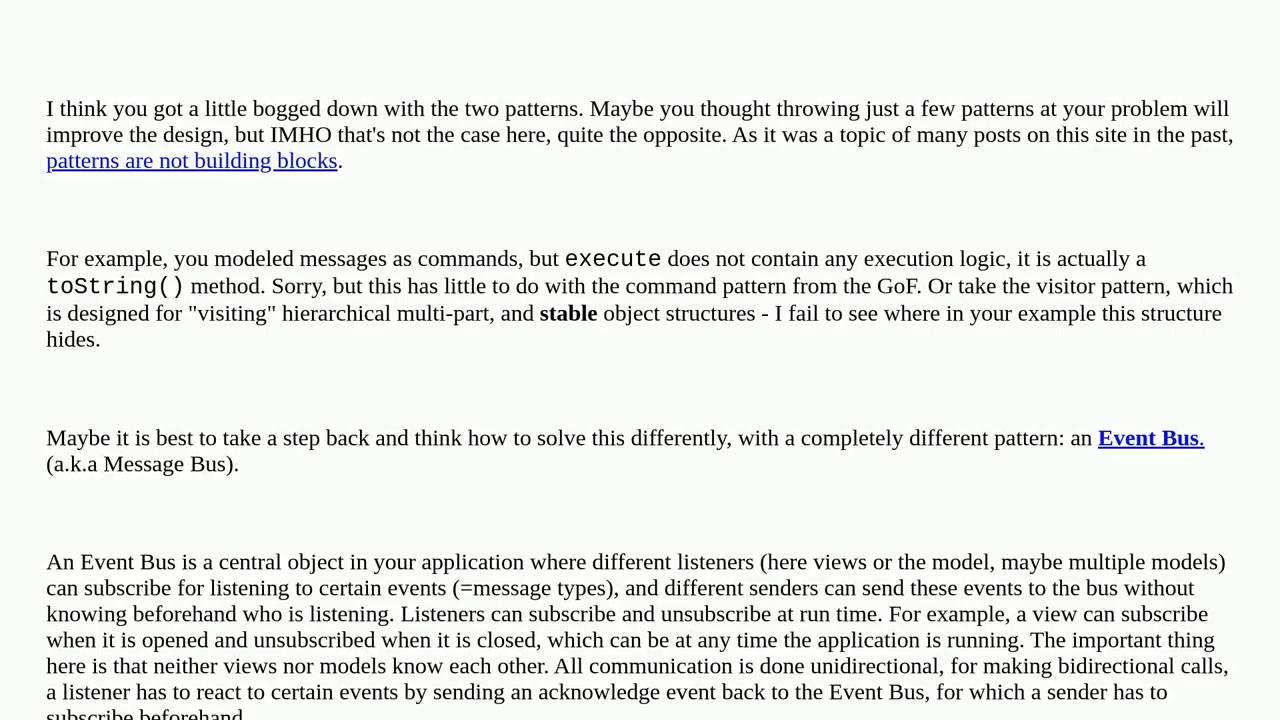 I think you got a little bogged down with the two patterns. Maybe you thought throwing just a few patterns at your problem will
improve the design, but IMHO that's not the case here, quite the opposite. As it was a topic of many posts on this site in the past,
patterns are not building blocks.
For example, you modeled messages as commands, but execute does not contain any execution logic, it is actually a
toString() method. Sorry, but this has little to do with the command pattern from the GoF. Or take the visitor pattern, which
is designed for "visiting" hierarchical multi-part, and stable object structures - I fail to see where in your example this structure
hides.
Maybe it is best to take a step back and think how to solve this differently, with a completely different pattern: an Event Bus.
(a.k.a Message Bus).
An Event Bus is a central object in your application where different listeners (here views or the model, maybe multiple models)
can subscribe for listening to certain events (=message types), and different senders can send these events to the bus without
knowing beforehand who is listening. Listeners can subscribe and unsubscribe at run time. For example, a view can subscribe
when it is opened and unsubscribed when it is closed, which can be at any time the application is running. The important thing
here is that neither views nor models know each other. All communication is done unidirectional, for making bidirectional calls,
a listener has to react to certain events by sending an acknowledge event back to the Event Bus, for which a sender has to
subscribe beforehand.